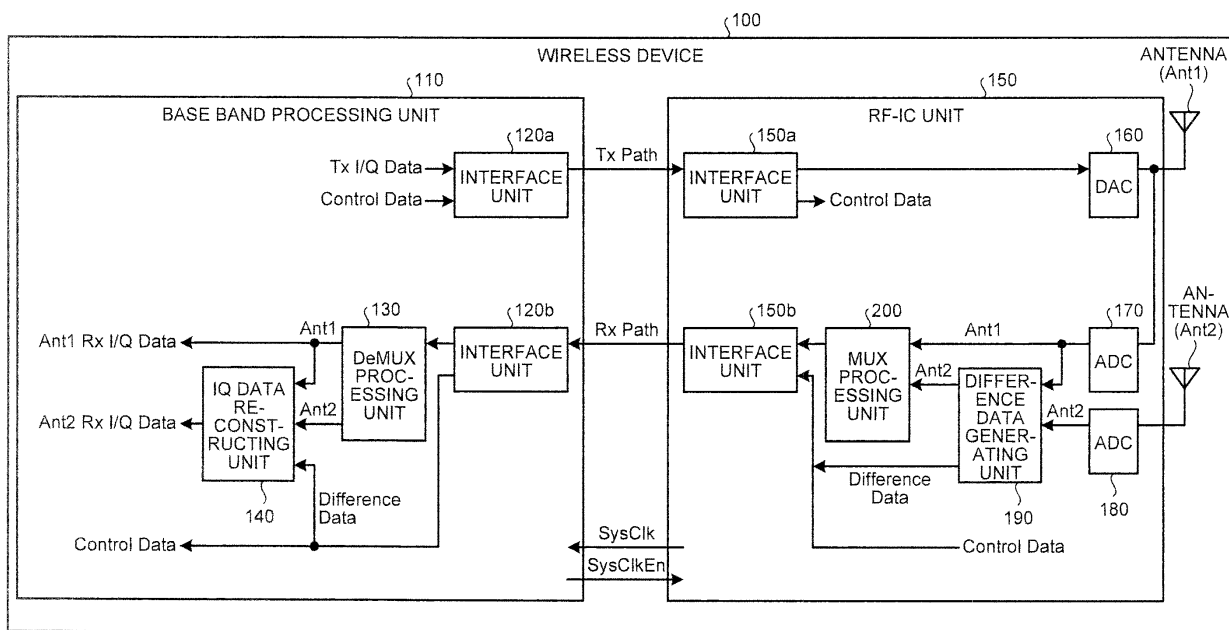 100
WIRELESS DEVICE
ANTENNA
(Ant1)
110
BASE BAND PROCESSING UNIT
150
RF-IC UNIT
120a
Tx I/Q Data
Control Data
INTERFACE
UNIT
Tx Path
150a
INTERFACE
UNIT
Control Data
160
DAC
AN-
TENNA
(Ant2)
Ant1 Rx I/Q Data
Ant2 Rx I/Q Data
IQ DATA
RE-
CONST-
RUCTING
UNIT
140
Ant1
Ant2
130
DeMUX
PROC-
ESSING
UNIT
120b
INTERFACE
UNIT
Rx Path
150b
INTERFACE
UNIT
200
MUX
PROC-
ESSING
UNIT
Ant1
Ant2
DIFFER-
ENCE
DATA
GENER-
ATING
UNIT
190
170
ADC
Ant2
ADC
180
Difference
Data
Difference
Data
Control Data
SysClk
SysClkEn
Control Data